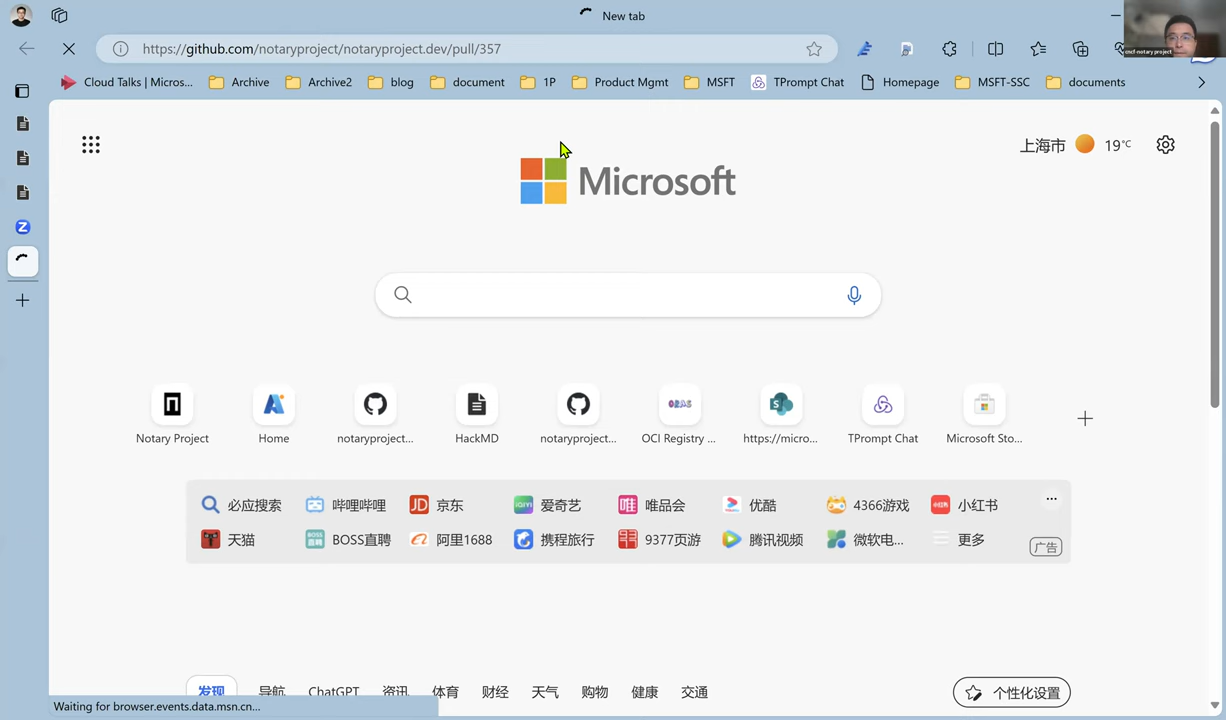 New tab
https://github.com/notaryproject/notaryproject.dev/pull/357
cncf-notary project
Cloud Talks | Micros... Archive Archive2 blog document 1P Product Mgmt MSFT TPrompt Chat Homepage MSFT-SSC documents
上海市 19°C
Microsoft
Notary Project Home notaryproject... HackMD notaryproject... OCI Registry ... https://micro... TPrompt Chat Microsoft Sto...
必应搜索 哔哩哔哩 京东 爱奇艺 唯品会 优酷 4366游戏 小红书
天猫 BOSS直聘 阿里1688 携程旅行 9377页游 腾讯视频 微软电... 更多
广告
发现 导航 ChatGPT 资讯 体育 财经 天气 购物 健康 交通 个性化设置
Waiting for browser.events.data.msn.cn...